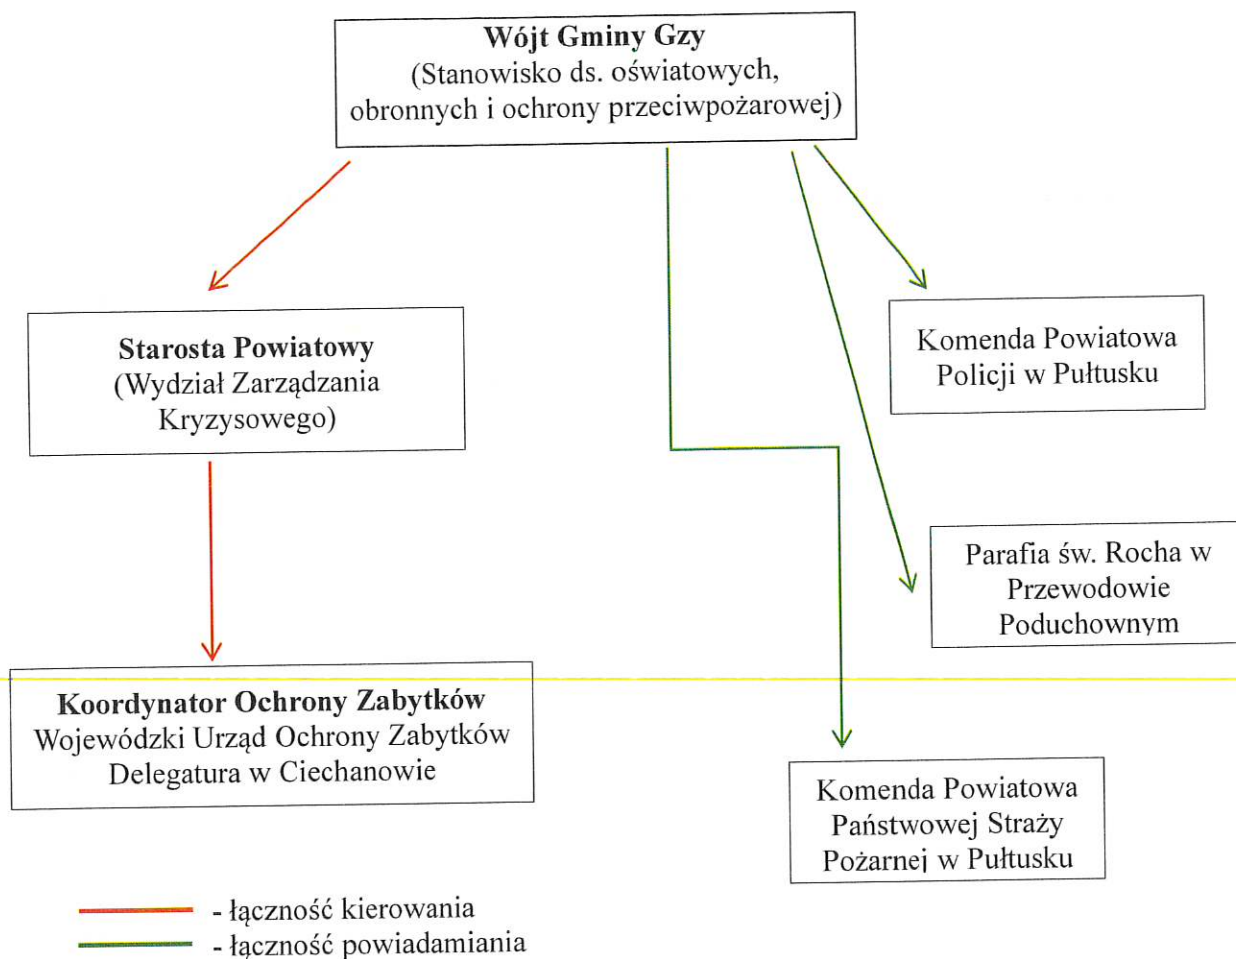 Wójt Gminy Gzy
(Stanowisko ds. oświatowych,
obronnych i ochrony przeciwpożarowej)
Starosta Powiatowy
(Wydział Zarządzania
Kryzysowego)
Komenda Powiatowa
Policji w Pułtusku
Parafia św. Rocha w
Przewodowie
Poduchownym
Koordynator Ochrony Zabytków
Wojewódzki Urząd Ochrony Zabytków
Delegatura w Ciechanowie
Komenda Powiatowa
Państwowej Straży
Pożarnej w Pułtusku
- łączność kierowania
- łączność powiadamiania